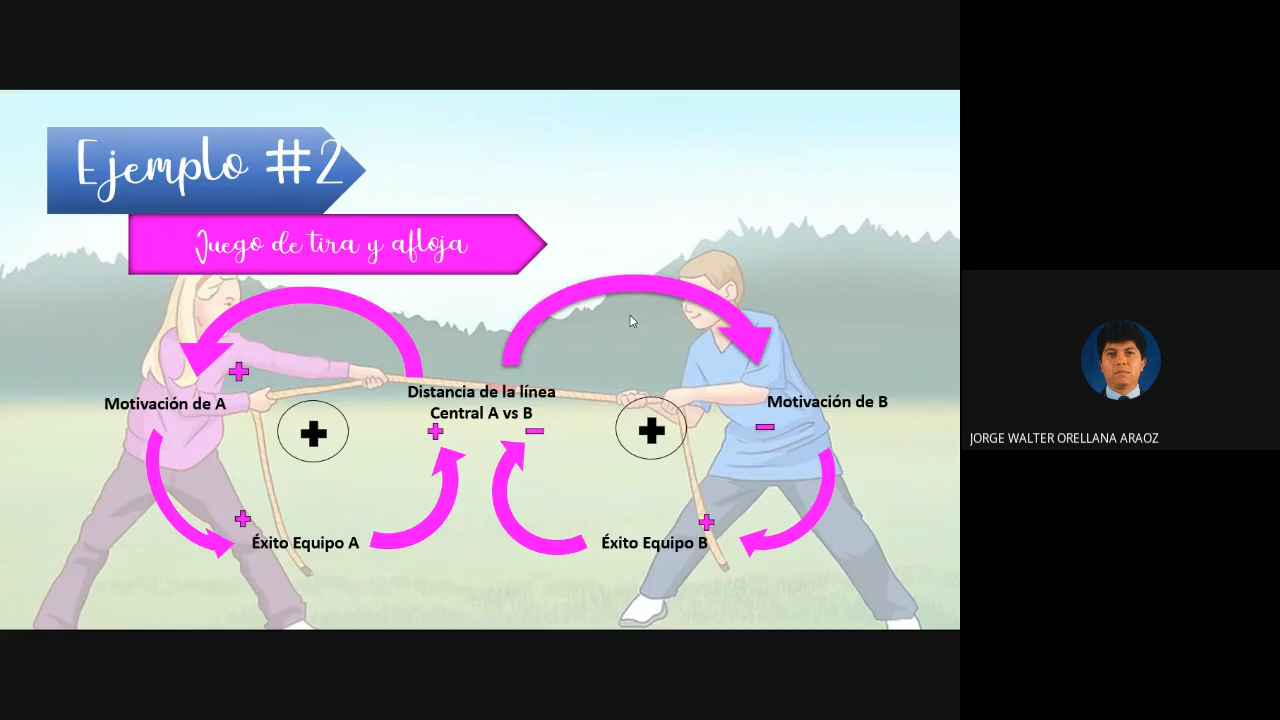 Ejemplo #2
Juego de tira y afloja
Distancia de la línea
Central A vs B
Motivación de A
Motivación de B
Éxito Equipo A
Éxito Equipo B
JORGE WALTER ORELLANA ARAOZ